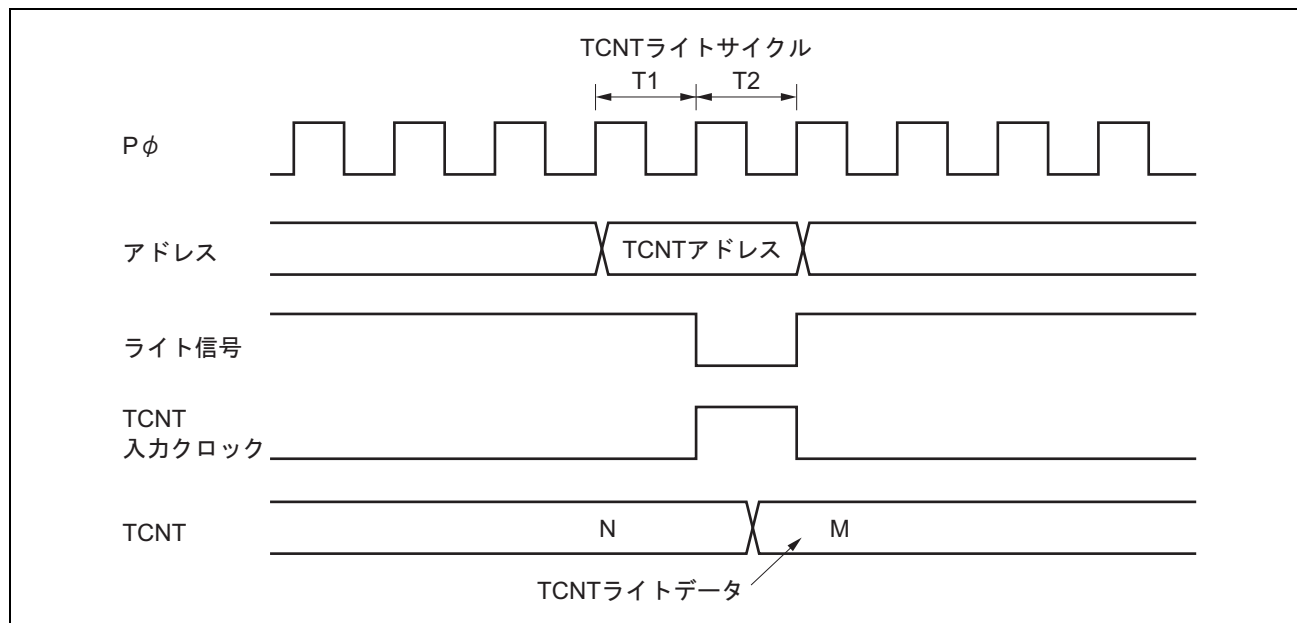 TCNTライトサイクル
T1
T2
Pφ
アドレス
TCNTアドレス
ライト信号
TCNT
入力クロック
TCNT
N
M
TCNTライトデータ